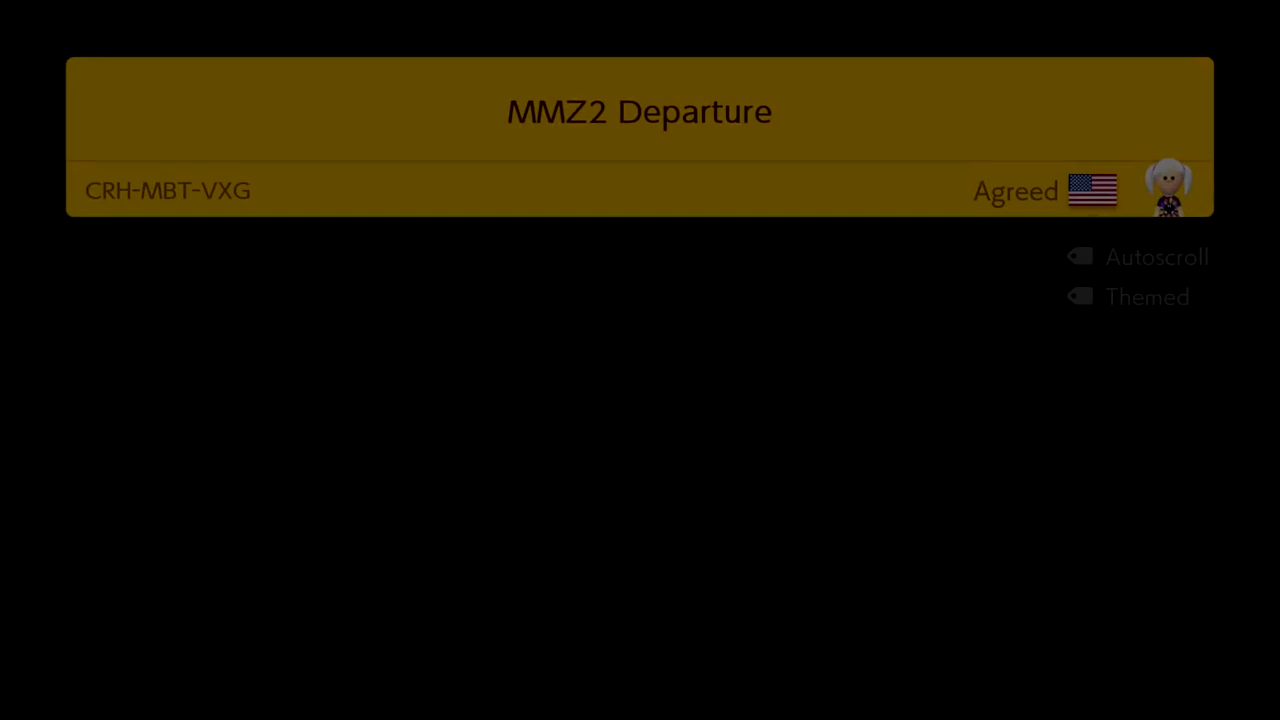 MMZ2 Departure
CRH-MBT-VXG
Agreed
Autoscroll
Themed